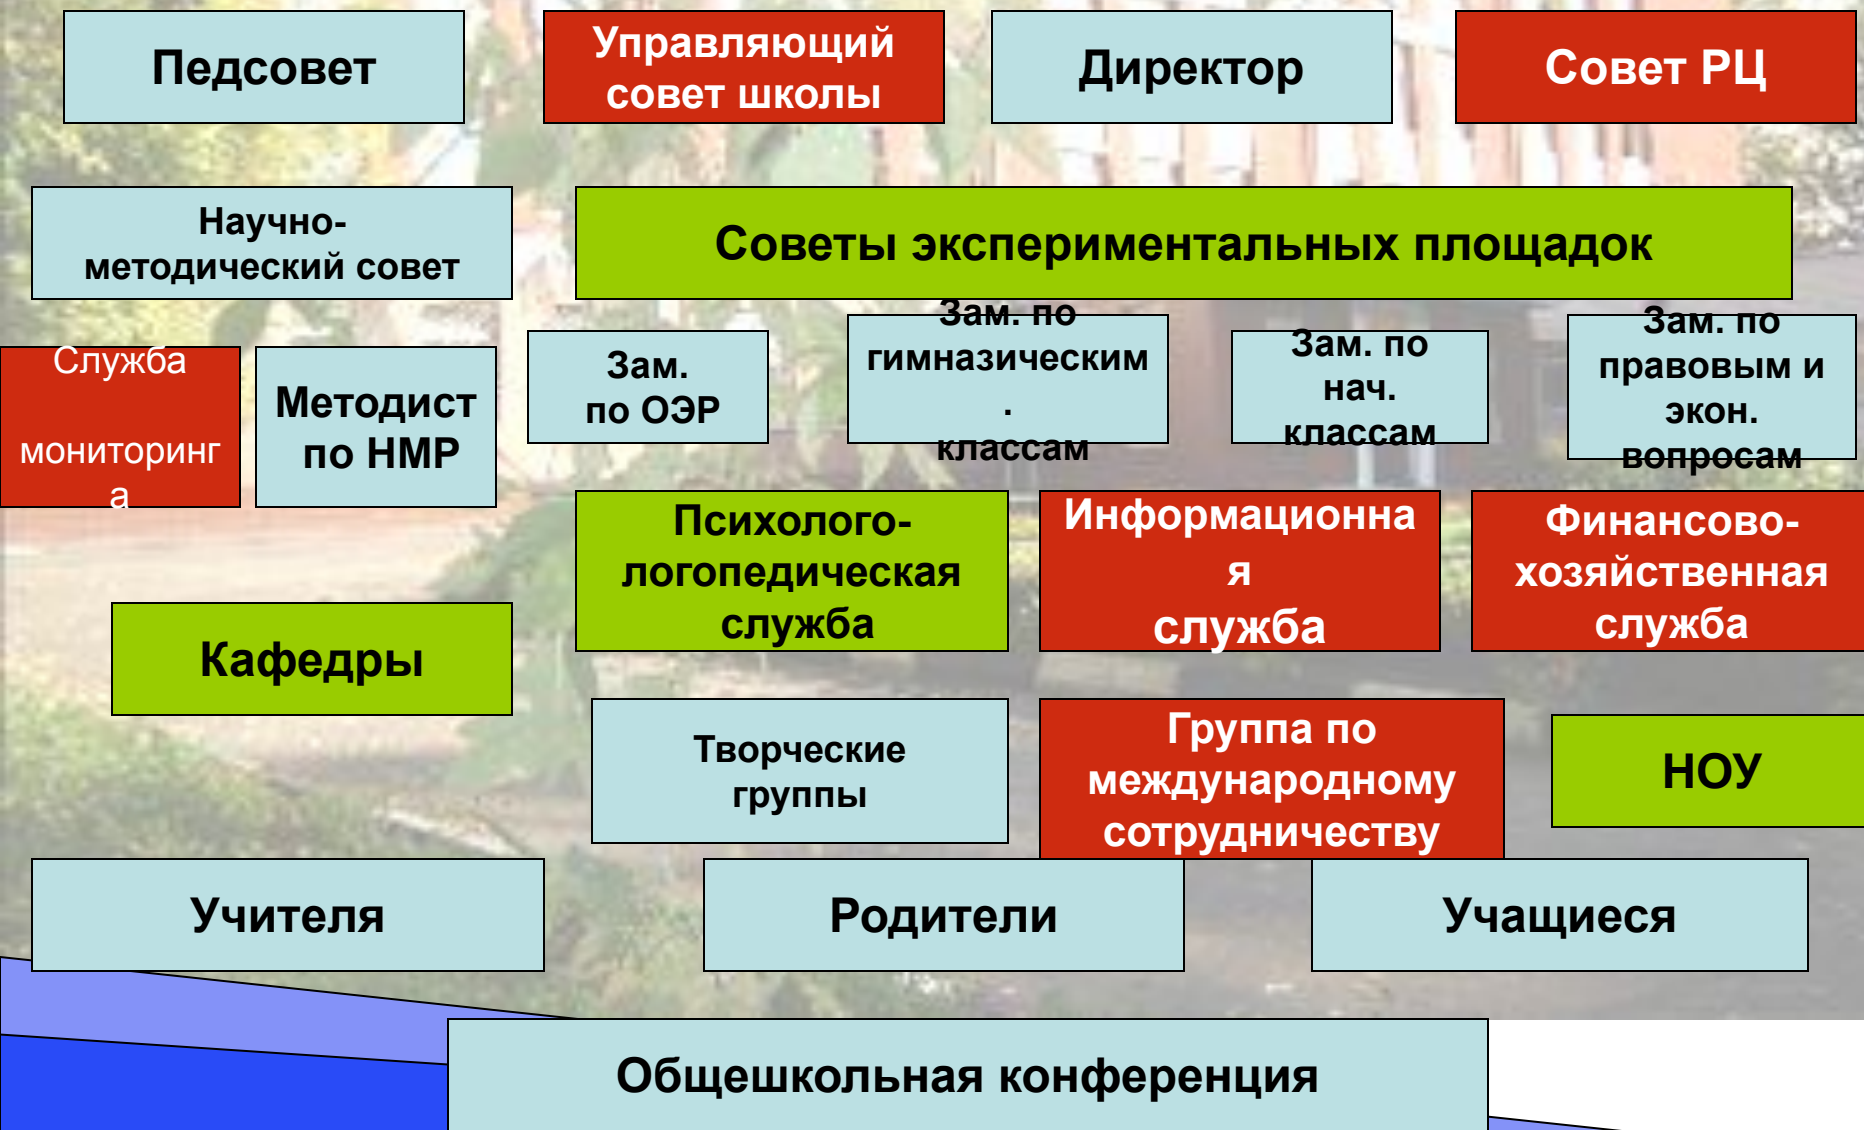 Педсовет
Управляющий
совет школы
Директор
Совет РЦ
Научно-
методический совет
Советы экспериментальных площадок
Служба
мониторинг
а
Методист
по НМР
Зам.
по ОЭР
Зам. по
гимназическим
.
классам
Зам. по
нач.
классам
Зам. по
правовым и
экон.
вопросам
Психолого-
логопедическая
служба
Информационна
я
служба
Финансово-
хозяйственная
служба
Кафедры
Творческие
группы
Группа по
международному
сотрудничеству
НОУ
Учителя
Родители
Учащиеся
Общешкольная конференция